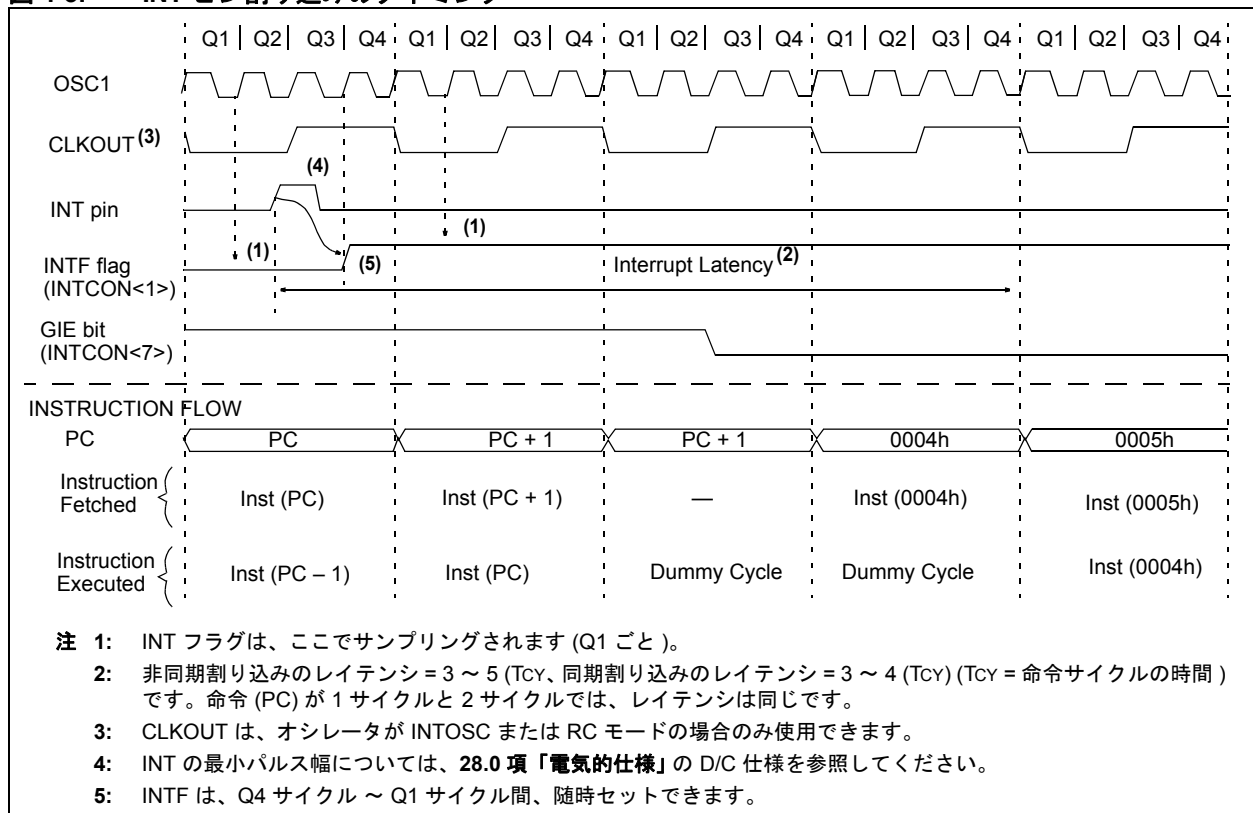 Q1 | Q2 | Q3 | Q4 Q1 | Q2 | Q3 | Q4 Q1 | Q2 | Q3 | Q4 Q1 | Q2 | Q3 | Q4 Q1 | Q2 | Q3 | Q4
OSC1
CLKOUT (3)
(4)
INT pin
(1)
(1)
INTF flag
(INTCON<1>)
(5)
Interrupt Latency (2)
GIE bit
(INTCON<7>)
INSTRUCTION FLOW
PC PC PC + 1 PC + 1 0004h 0005h
Instruction
Fetched
Inst (PC) Inst (PC + 1) — Inst (0004h) Inst (0005h)
Instruction
Executed
Inst (PC – 1) Inst (PC) Dummy Cycle Dummy Cycle Inst (0004h)
注 1: INT フラグは、ここでサンプリングされます (Q1 ごと )。
2: 非同期割り込みのレイテンシ = 3 ～ 5 (TCY、同期割り込みのレイテンシ = 3 ～ 4 (TCY) (TCY = 命令サイクルの時間 )
です。命令 (PC) が 1 サイクルと 2 サイクルでは、レイテンシは同じです。
3: CLKOUT は、オシレータが INTOSC または RC モードの場合のみ使用できます。
4: INT の最小パルス幅については、28.0 項「電気的仕様」の D/C 仕様を参照してください。
5: INTF は、Q4 サイクル ～ Q1 サイクル間、随時セットできます。